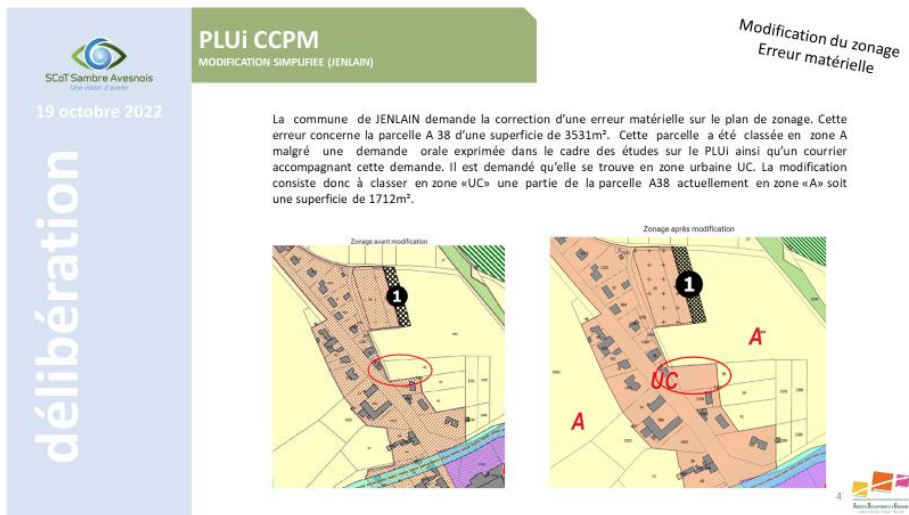 PLUi CCPM
MODIFICATION SIMPLIFIEE (JENLAIN)
Modification du zonage
Erreur matérielle
SCoT Sambre Avesnois
Une vision d'avenir
19 octobre 2022
délibération
La commune de JENLAIN demande la correction d'une erreur matérielle sur le plan de zonage. Cette
erreur concerne la parcelle A 38 d'une superficie de 3531m². Cette parcelle a été classée en zone A
malgré une demande orale exprimée dans le cadre des études sur le PLUi ainsi qu'un courrier
accompagnant cette demande. Il est demandé qu'elle se trouve en zone urbaine UC. La modification
consiste donc à classer en zone «UC» une partie de la parcelle A38 actuellement en zone «A» soit
une superficie de 1712m².
Zonage avant modification
1
Zonage après modification
1
A
UC
A
4